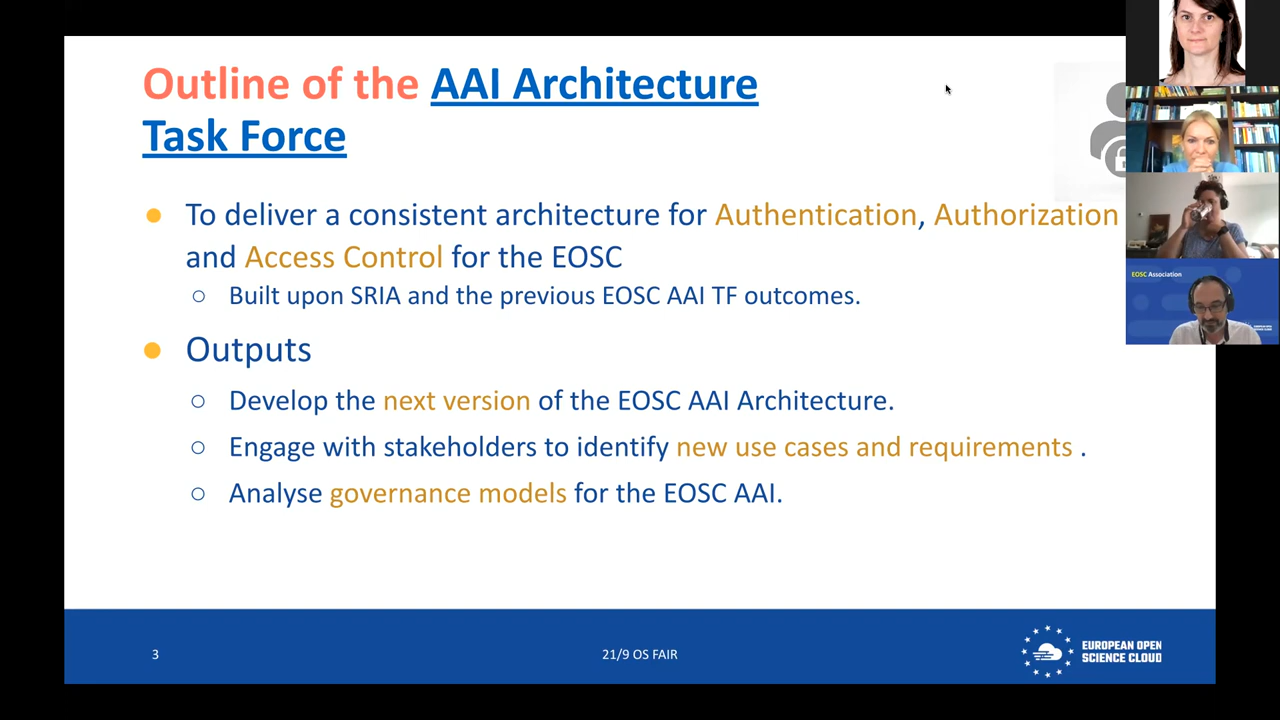 Outline of the AAI Architecture
Task Force
● To deliver a consistent architecture for Authentication, Authorization
and Access Control for the EOSC
○ Built upon SRIA and the previous EOSC AAI TF outcomes.
● Outputs
○ Develop the next version of the EOSC AAI Architecture.
○ Engage with stakeholders to identify new use cases and requirements .
○ Analyse governance models for the EOSC AAI.
EOSC Association
3
21/9 OS FAIR
EUROPEAN OPEN
SCIENCE CLOUD